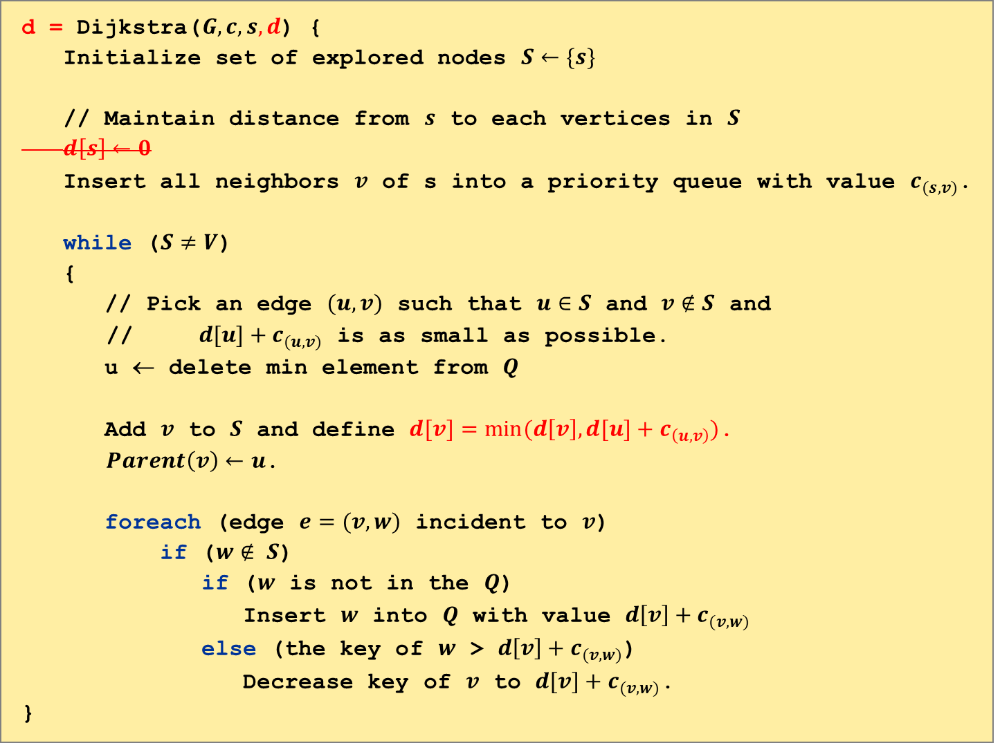 d = Dijkstra(G, c, s, d) {
Initialize set of explored nodes S ← {s}
// Maintain distance from s to each vertices in S
d[s] ← 0
Insert all neighbors v of s into a priority queue with value c(s,v).
while (S ≠ V)
{
// Pick an edge (u, v) such that u ∈ S and v ∉ S and
// d[u] + c(u,v) is as small as possible.
u ← delete min element from Q
Add v to S and define d[v] = min(d[v], d[u] + c(u,v)).
Parent(v) ← u.
foreach (edge e = (v, w) incident to v)
if (w ∉ S)
if (w is not in the Q)
Insert w into Q with value d[v] + c(v,w)
else (the key of w > d[v] + c(v,w))
Decrease key of v to d[v] + c(v,w).
}